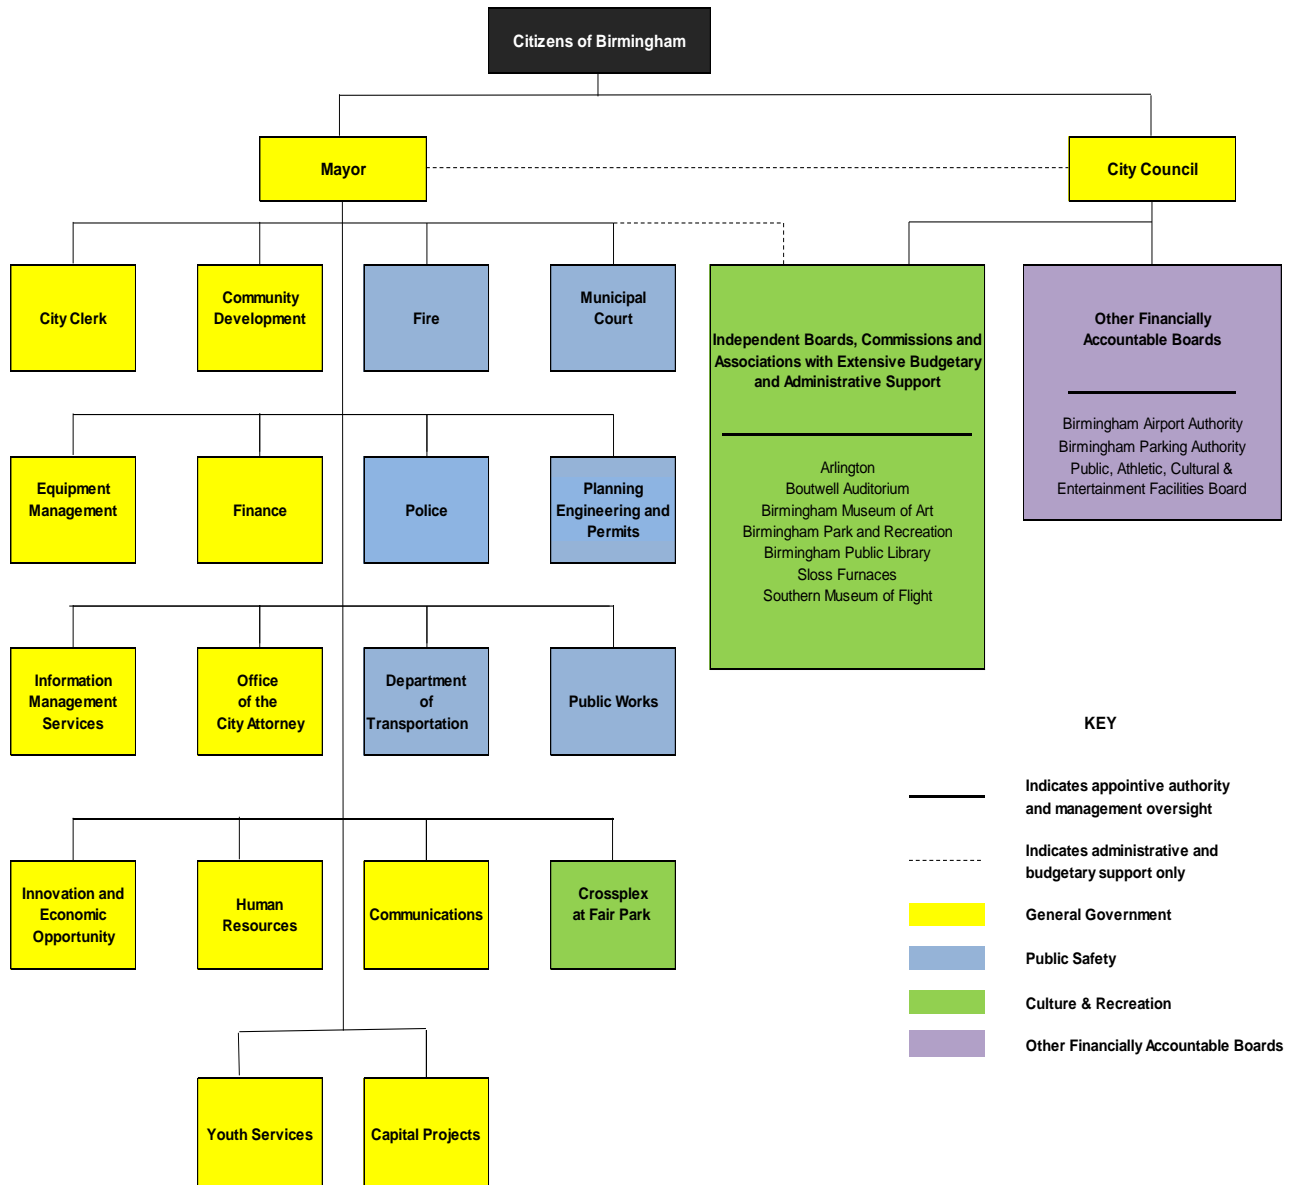 Citizens of Birmingham
Mayor
City Council
City Clerk
Community
Development
Fire
Municipal
Court
Independent Boards, Commissions and
Associations with Extensive Budgetary
and Administrative Support
Arlington
Boutwell Auditorium
Birmingham Museum of Art
Birmingham Park and Recreation
Birmingham Public Library
Sloss Furnaces
Southern Museum of Flight
Other Financially
Accountable Boards
Birmingham Airport Authority
Birmingham Parking Authority
Public, Athletic, Cultural &
Entertainment Facilities Board
Equipment
Management
Finance
Police
Planning
Engineering and
Permits
Information
Management
Services
Office
of the
City Attorney
Department
of
Transportation
Public Works
Innovation and
Economic
Opportunity
Human
Resources
Communications
Crossplex
at Fair Park
Youth Services
Capital Projects
KEY
Indicates appointive authority
and management oversight
Indicates administrative and
budgetary support only
General Government
Public Safety
Culture & Recreation
Other Financially Accountable Boards